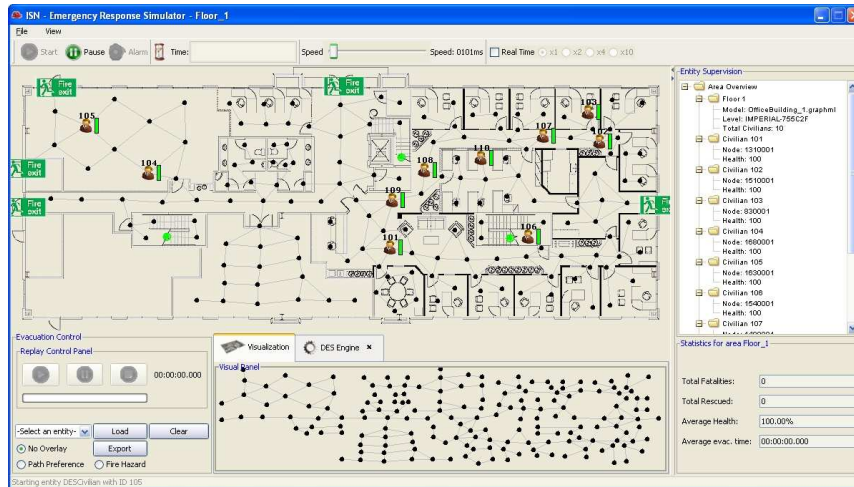 ISN - Emergency Response Simulator - Floor_1
File View
Start Pause Alarm Time: Speed Speed: 0101ms Real Time x1 x2 x4 x10
Fire exit
Fire exit
Fire exit
Fire exit
Fire
105
104
103
107
102
110
108
109
101
106
Entity Supervision
Area Overview
Floor 1
Model: OfficeBuilding_1.graphml
Level: IMPERIAL-755C2F
Total Civilians: 10
Civilian 101
Node: 1310001
Health: 100
Civilian 102
Node: 1510001
Health: 100
Civilian 103
Node: 830001
Health: 100
Civilian 104
Node: 1680001
Health: 100
Civilian 105
Node: 1630001
Health: 100
Civilian 106
Node: 1540001
Health: 100
Civilian 107
Evacuation Control
Replay Control Panel
00:00:00.000
-Select an entity- Load Clear
No Overlay Export
Path Preference Fire Hazard
Visualization DES Engine
Visual Panel
Statistics for area Floor_1
Total Fatalities: 0
Total Rescued: 0
Average Health: 100.00%
Average evac. time: 00:00:00.000
Starting entity DESCivilian with ID 105